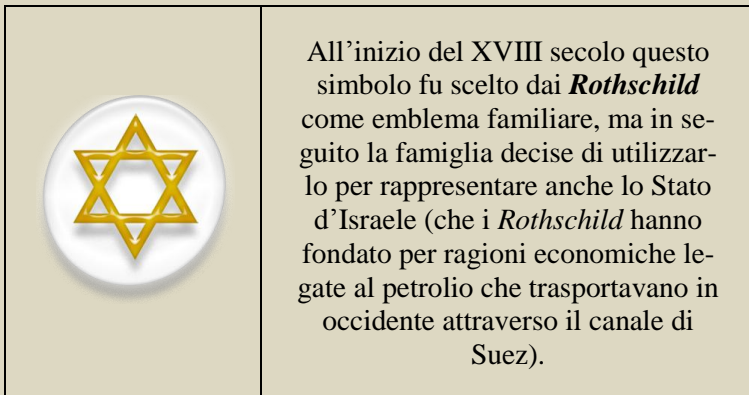 All’inizio del XVIII secolo questo
simbolo fu scelto dai Rothschild
come emblema familiare, ma in se-
guito la famiglia decise di utilizzar-
lo per rappresentare anche lo Stato
d’Israele (che i Rothschild hanno
fondato per ragioni economiche le-
gate al petrolio che trasportavano in
occidente attraverso il canale di
Suez).